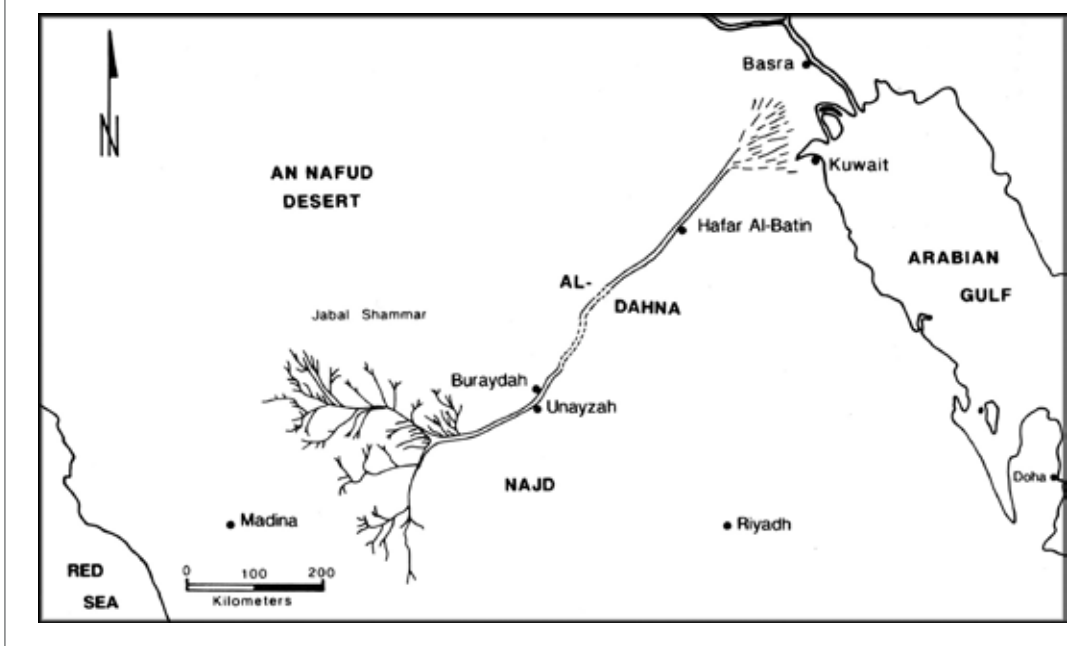 N
Basra
Kuwait
AN NAFUD
DESERT
Hafar Al-Batin
ARABIAN
GULF
AL-
DAHNA
Jabal Shammar
Buraydah
Unayzah
NAJD
Doha
Madina
Riyadh
RED
SEA
0 100 200
Kilometers